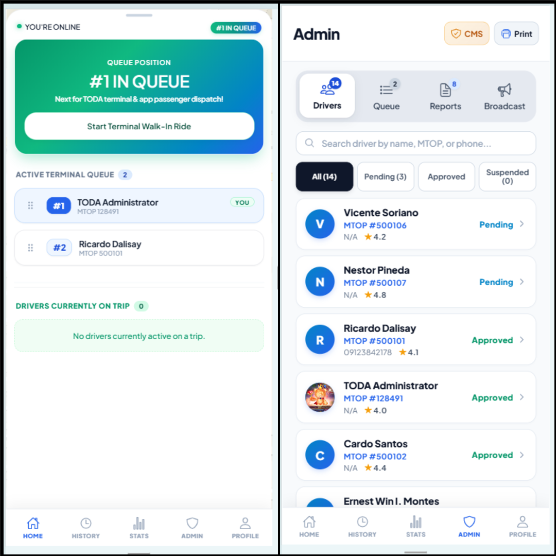 YOU'RE ONLINE
#1 IN QUEUE
QUEUE POSITION
#1 IN QUEUE
Next for TODA terminal & app passenger dispatch!
Start Terminal Walk-In Ride
ACTIVE TERMINAL QUEUE 2
#1 TODA Administrator YOU
MTOP 128491
#2 Ricardo Dalisay
MTOP 500101
DRIVERS CURRENTLY ON TRIP 0
No drivers currently active on a trip.
HOME HISTORY STATS ADMIN PROFILE
Admin
CMS Print
14 2 8
Drivers Queue Reports Broadcast
Search driver by name, MTOP, or phone...
All (14) Pending (3) Approved Suspended
(0)
V Vicente Soriano
MTOP #500106 Pending
N/A ★4.2
N Nestor Pineda
MTOP #500107 Pending
N/A ★4.8
R Ricardo Dalisay
MTOP #500101 Approved
09123842178 ★4.1
TODA Administrator
MTOP #128491 Approved
N/A ★4.0
C Cardo Santos
MTOP #500102 Approved
N/A ★4.4
Ernest Win I. Montes
HOME HISTORY STATS ADMIN PROFILE